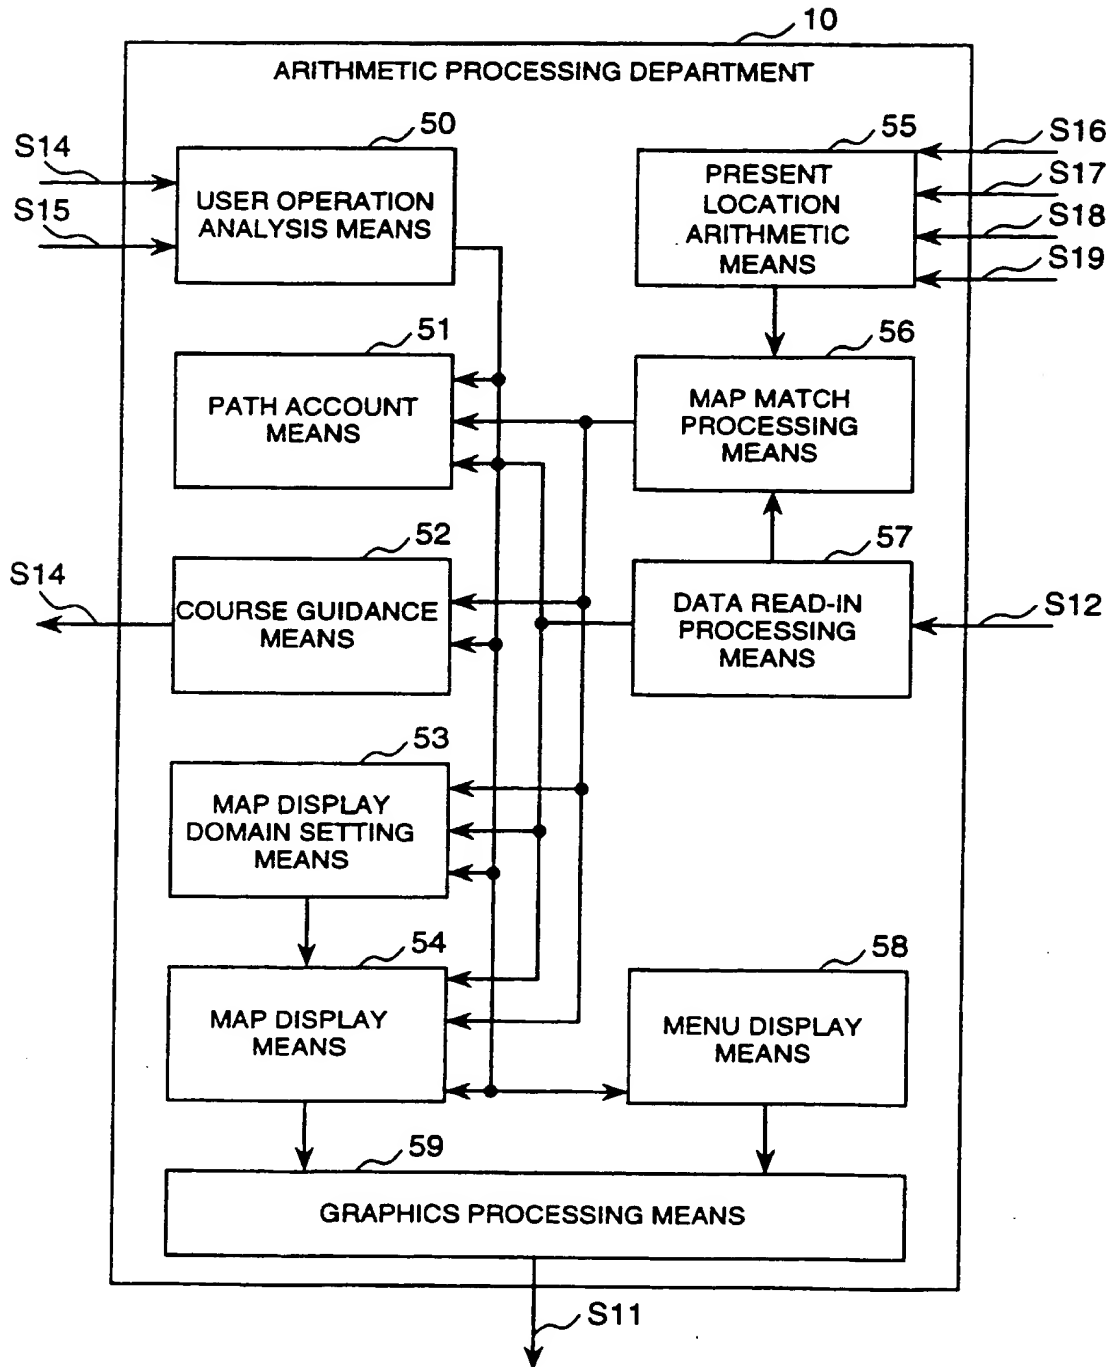 10
ARITHMETIC PROCESSING DEPARTMENT
50
S14
S15
USER OPERATION
ANALYSIS MEANS
55
PRESENT
LOCATION
ARITHMETIC
MEANS
S16
S17
S18
S19
51
PATH ACCOUNT
MEANS
56
MAP MATCH
PROCESSING
MEANS
52
S14
COURSE GUIDANCE
MEANS
57
DATA READ-IN
PROCESSING
MEANS
S12
53
MAP DISPLAY
DOMAIN SETTING
MEANS
54
MAP DISPLAY
MEANS
58
MENU DISPLAY
MEANS
59
GRAPHICS PROCESSING MEANS
S11